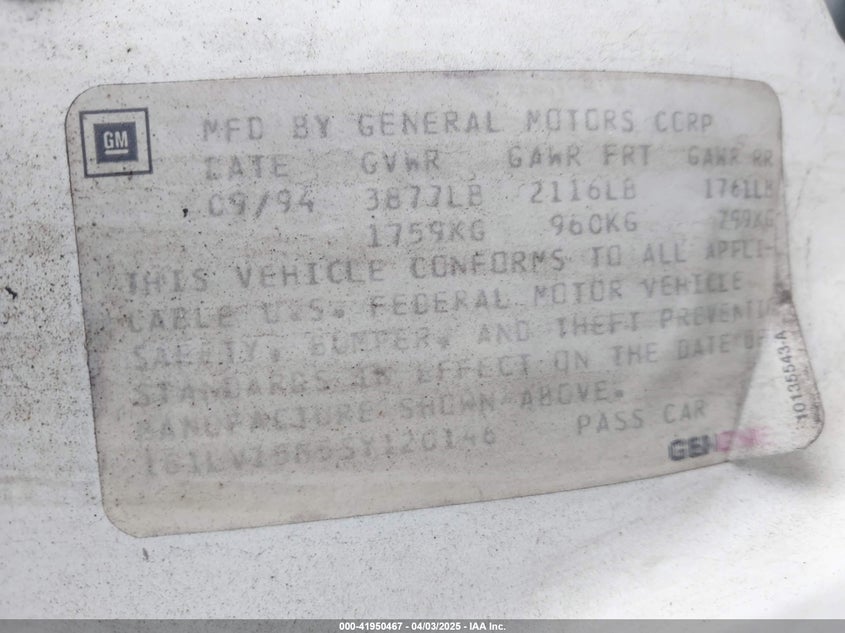 GM
MFD BY GENERAL MOTORS CORP
DATE GVWR GAWR FRT GAWR RR
09/94 3877LB 2116LB 1761LB
1759KG 960KG 799KG
THIS VEHICLE CONFORMS TO ALL APPLI-
CABLE U.S. FEDERAL MOTOR VEHICLE
SAFETY, BUMPER, AND THEFT PREVENTIO
STANDARDS IN EFFECT ON THE DATE OF
MANUFACTURE SHOWN ABOVE.
PASS CAR
10135543-A
000-41950467 - 04/03/2025 - IAA Inc.